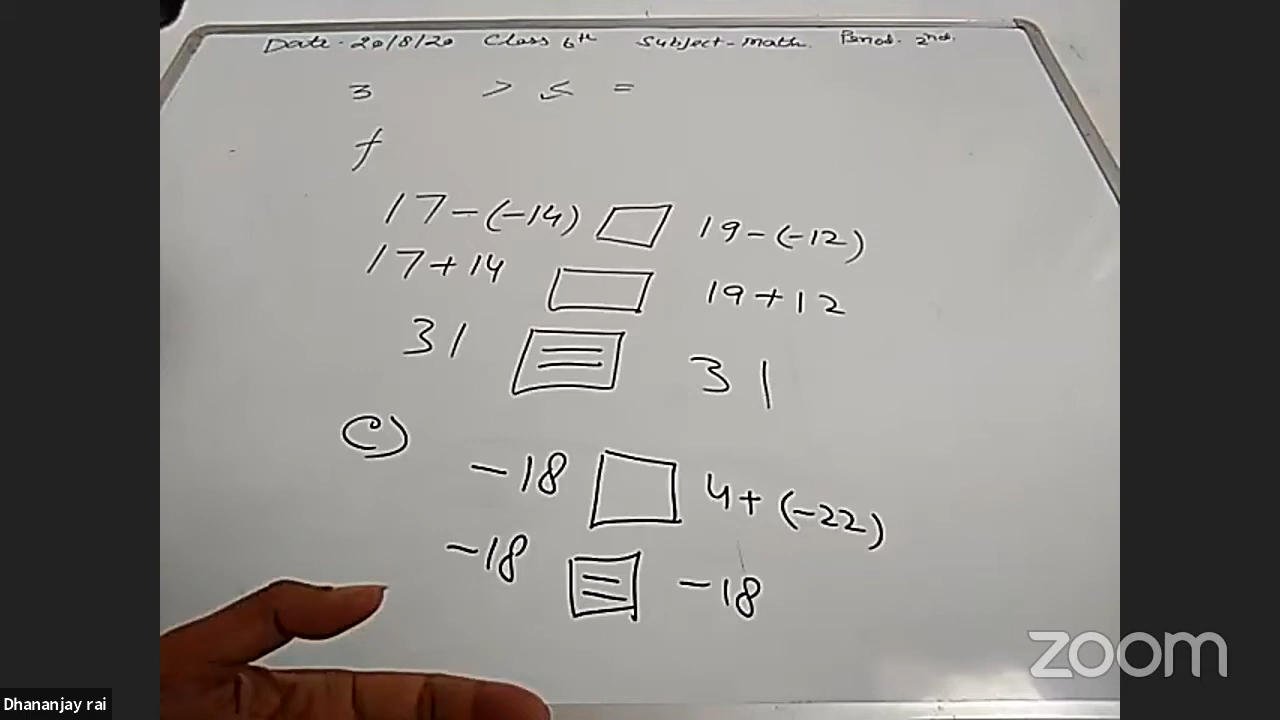 Date. 20/8/20 Class 6th Subject-Math. Period. 2nd.
3 > < =
f
17-(-14) □ 19-(-12)
17+14 □ 19+12
31 = 31
C)
-18 □ 4+(-22)
-18 = -18
zoom
Dhananjay rai